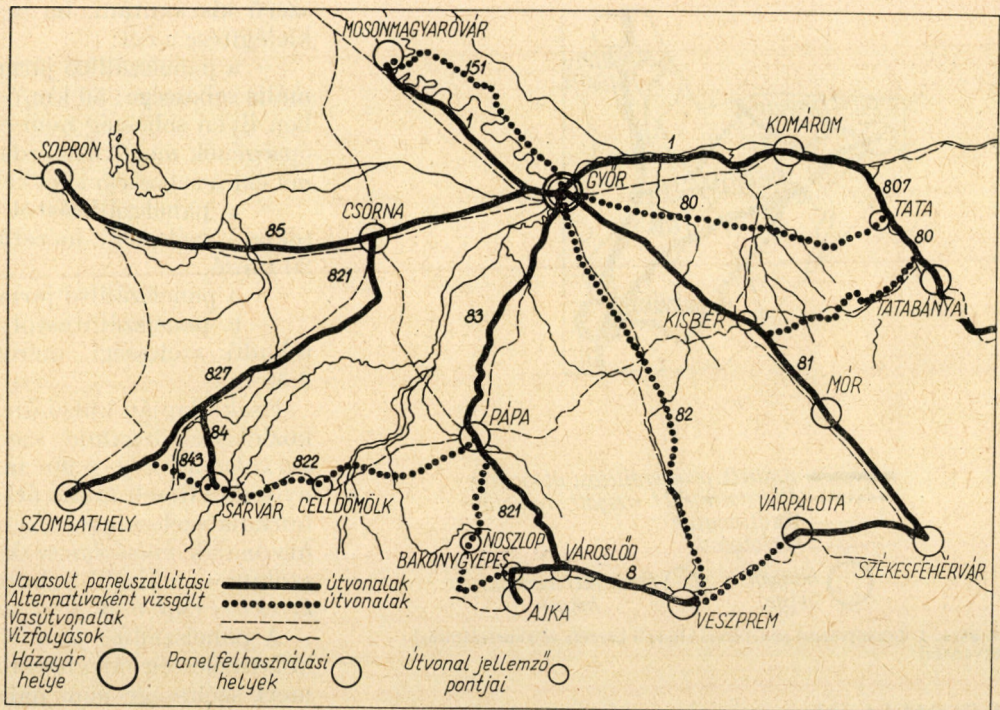 MOSONMAGYARÓVÁR
151
1
SOPRON
CSORNA
85
821
GYŐR
1
KOMÁROM
807
TATA
80
80
TATABÁNYA
KISBÉR
81
MÓR
83
82
827
84
843
SZOMBATHELY
SÁRVÁR
822
CELLDÖMÖLK
PÁPA
821
NOSZLOP
BAKONYGYEPES
VÁROSLŐD
8
AJKA
VESZPRÉM
VÁRPALOTA
SZÉKESFEHÉRVÁR
Javasolt panelszállítási útvonalak
Alternatívaként vizsgált útvonalak
Vasútvonalak
Vízfolyások
Házgyár
helye
Panelfelhasználási
helyek
Útvonal jellemző
pontjai